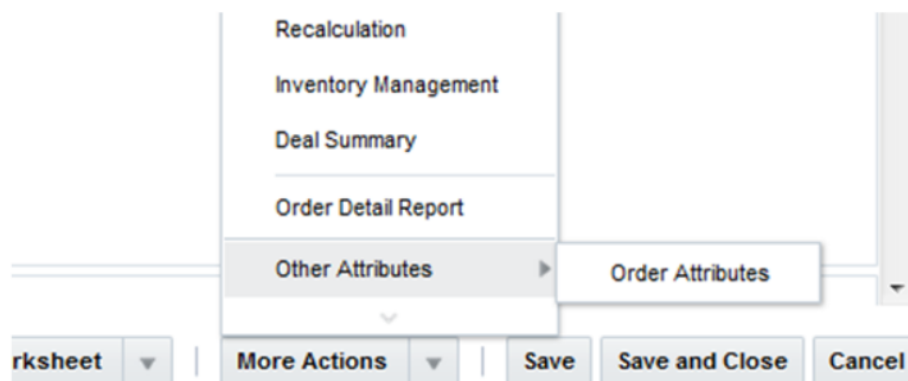 Recalculation
Inventory Management
Deal Summary
Order Detail Report
Other Attributes Order Attributes
rksheet More Actions Save Save and Close Cancel